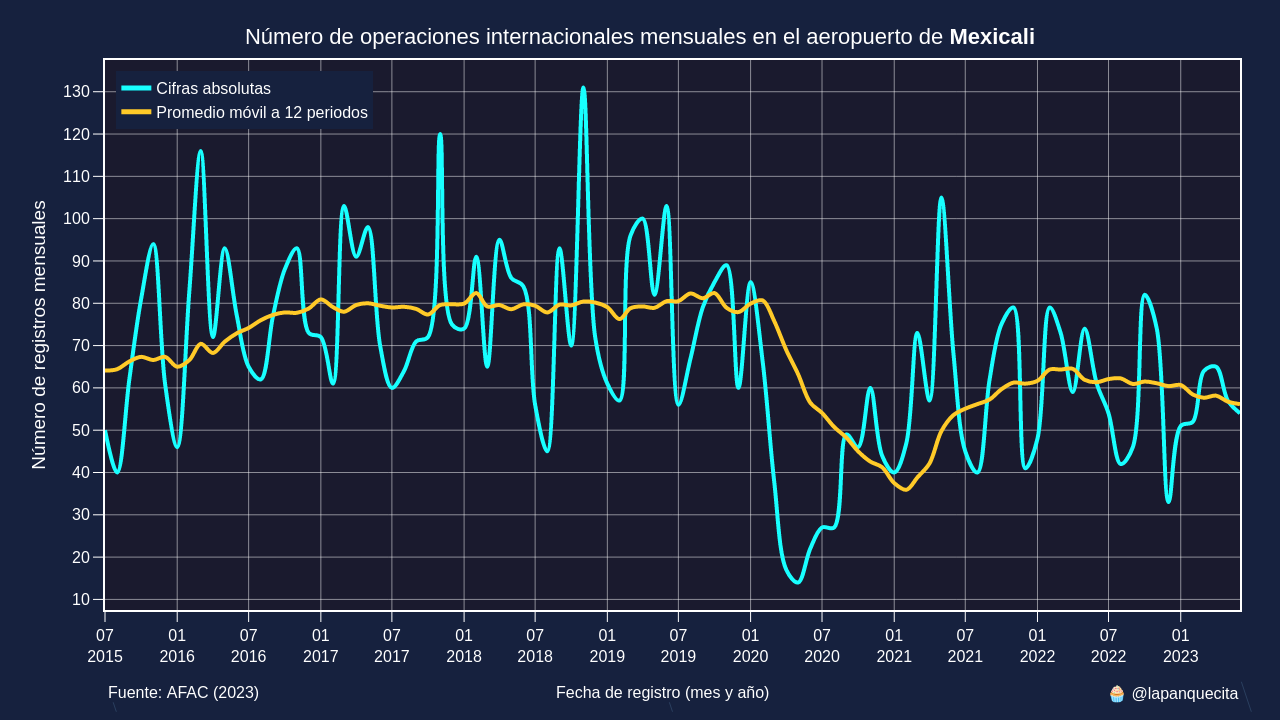 Número de operaciones internacionales mensuales en el aeropuerto de Mexicali
Cifras absolutas
Promedio móvil a 12 periodos
Número de registros mensuales
130
120
110
100
90
80
70
60
50
40
30
20
10
07 01 07 01 07 01 07 01 07 01 07 01 07 01 07 01
2015 2016 2016 2017 2017 2018 2018 2019 2019 2020 2020 2021 2021 2022 2022 2023
Fuente: AFAC (2023) Fecha de registro (mes y año) 🧁 @lapanquecita